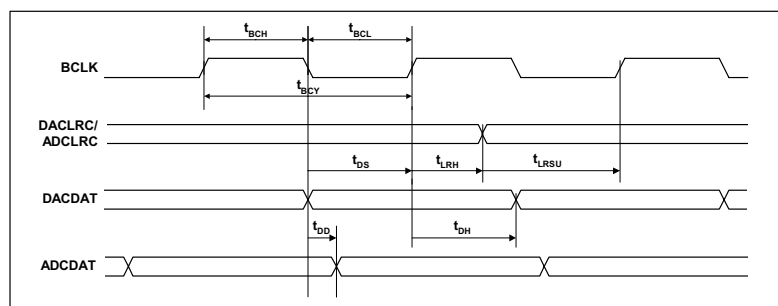 tBCH
tBCL
BCLK
tBCY
DACLRC/
ADCLRC
tDS
tLRH
tLRSU
DACDAT
tDD
tDH
ADCDAT